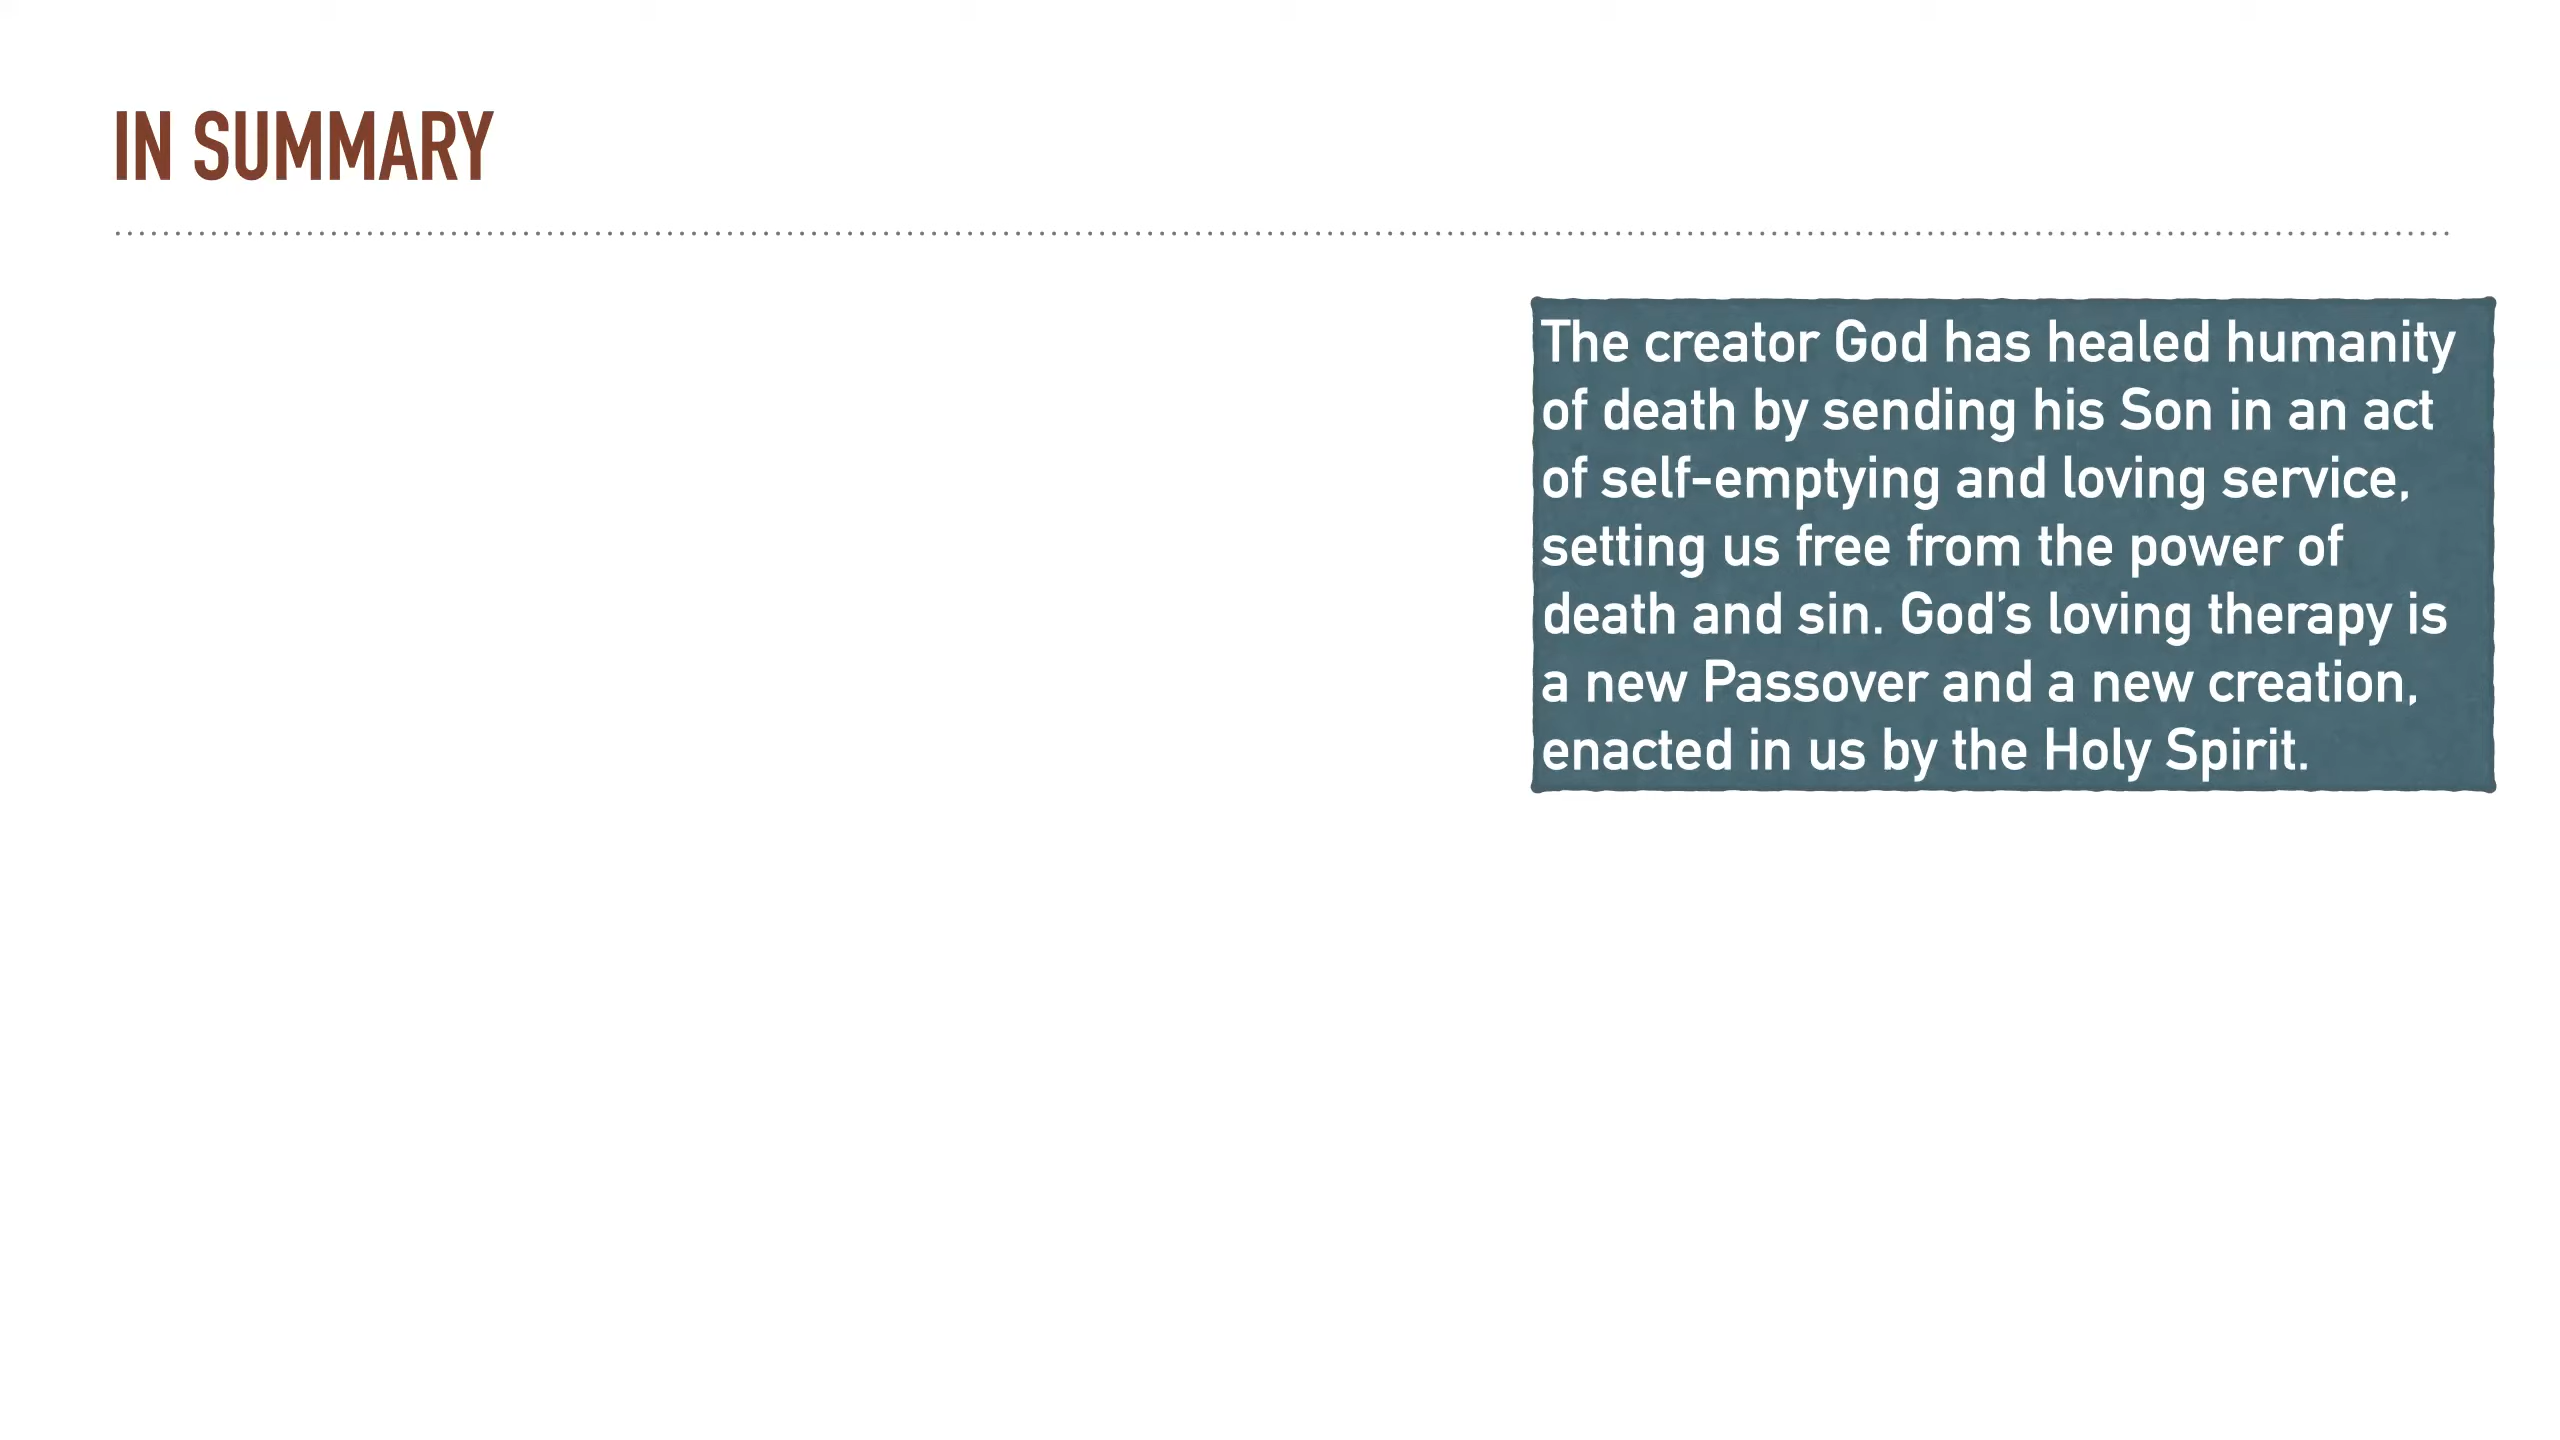 IN SUMMARY
The creator God has healed humanity
of death by sending his Son in an act
of self-emptying and loving service,
setting us free from the power of
death and sin. God’s loving therapy is
a new Passover and a new creation,
enacted in us by the Holy Spirit.